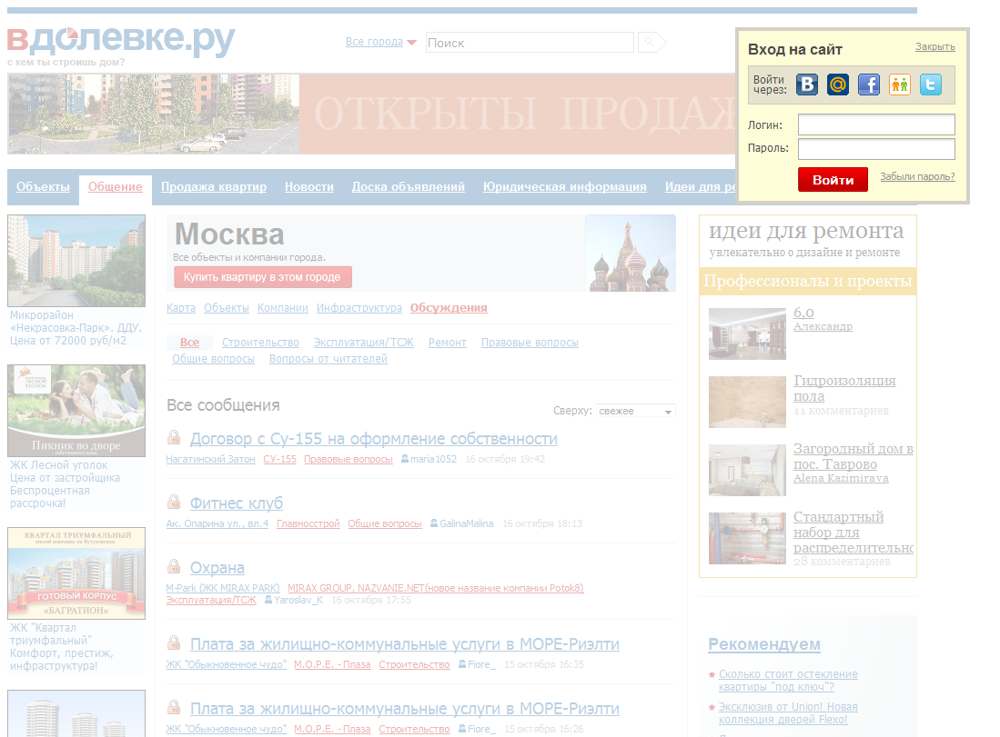 вдолевке.ру
с кем ты строишь дом?
Все города
Поиск
Вход на сайт
Закрыть
Войти
через:
Логин:
Пароль:
Войти
Забыли пароль?
ОТКРЫТЫ ПРОДАЖ
Объекты
Общение
Продажа квартир
Новости
Доска объявлений
Юридическая информация
Идеи для ре
Микрорайон
«Некрасовка-Парк». ДДУ.
Цена от 72000 руб/м2
ЛЕСНОЙ
УГОЛОК
Пикник во дворе
собственного дома
ЖК Лесной уголок
Цена от застройщика
Беспроцентная
рассрочка!
КВАРТАЛ ТРИУМФАЛЬНЫЙ
жилой комплекс на Кутузовском
ГОТОВЫЙ КОРПУС
«БАГРАТИОН»
ЖК "Квартал
триумфальный"
Комфорт, престиж,
инфраструктура!
Москва
Все объекты и компании города.
Купить квартиру в этом городе
Карта Объекты Компании Инфраструктура Обсуждения
Все Строительство Эксплуатация/ТСЖ Ремонт Правовые вопросы
Общие вопросы Вопросы от читателей
Все сообщения
Сверху: свежее
Договор с Су-155 на оформление собственности
Нагатинский Затон СУ-155 Правовые вопросы maria1052 16 октября 19:42
Фитнес клуб
Ак. Опарина ул., вл.4 Главмосстрой Общие вопросы GalinaMalina 16 октября 18:13
Охрана
M-Park (ЖК MIRAX PARK) MIRAX GROUP, NAZVANIE.NET(новое название компании Potok8)
Эксплуатация/ТСЖ Yaroslav_K 16 октября 17:55
Плата за жилищно-коммунальные услуги в МОРЕ-Риэлти
ЖК "Обыкновенное чудо" М.О.Р.Е. - Плаза Строительство Fiore_ 15 октября 16:35
Плата за жилищно-коммунальные услуги в МОРЕ-Риэлти
ЖК "Обыкновенное чудо" М.О.Р.Е. - Плаза Строительство Fiore_ 15 октября 16:26
идеи для ремонта
увлекательно о дизайне и ремонте
Профессионалы и проекты
6,0
Александр
Гидроизоляция
пола
11 комментариев
Загородный дом в
пос. Таврово
Alena Kazimirava
Стандартный
набор для
распределительно
28 комментариев
Рекомендуем
Сколько стоит остекление
квартиры "под ключ"?
Эксклюзив от Union! Новая
коллекция дверей Flexo!